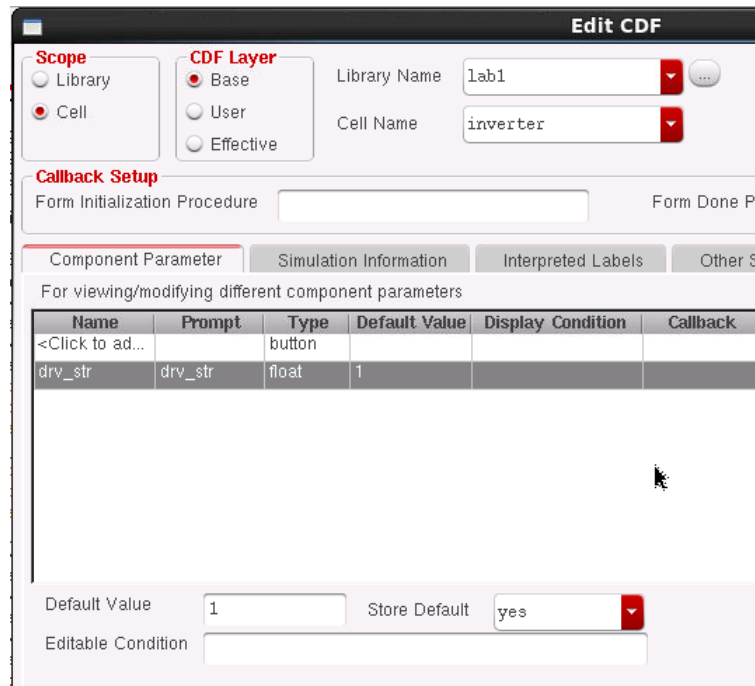 Edit CDF
Scope
Library
Cell
CDF Layer
Base
User
Effective
Library Name lab1 ...
Cell Name inverter
Callback Setup
Form Initialization Procedure Form Done P
Component Parameter Simulation Information Interpreted Labels Other S
For viewing/modifying different component parameters
Name Prompt Type Default Value Display Condition Callback
<Click to ad... button
drv_str drv_str float 1
Default Value 1 Store Default yes
Editable Condition